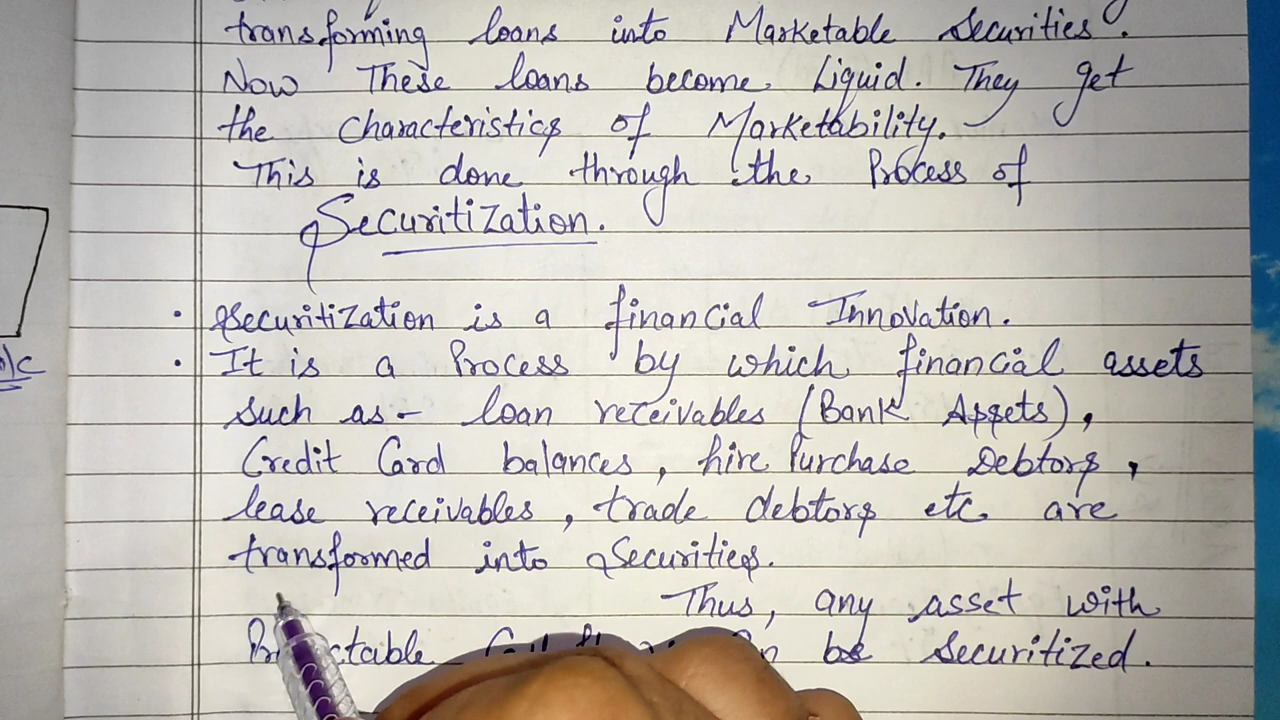 transforming loans into Marketable Securities.
Now These loans become Liquid. They get
the characteristics of Marketability.
This is done through the Process of
Securitization.
• Securitization is a financial Innovation.
• It is a Process by which financial assets
such as - loan receivables (Bank Assets),
Credit Card balances, hire Purchase Debtors,
lease receivables, trade debtors etc are
transformed into Securities.
Thus, any asset with
be securitized.